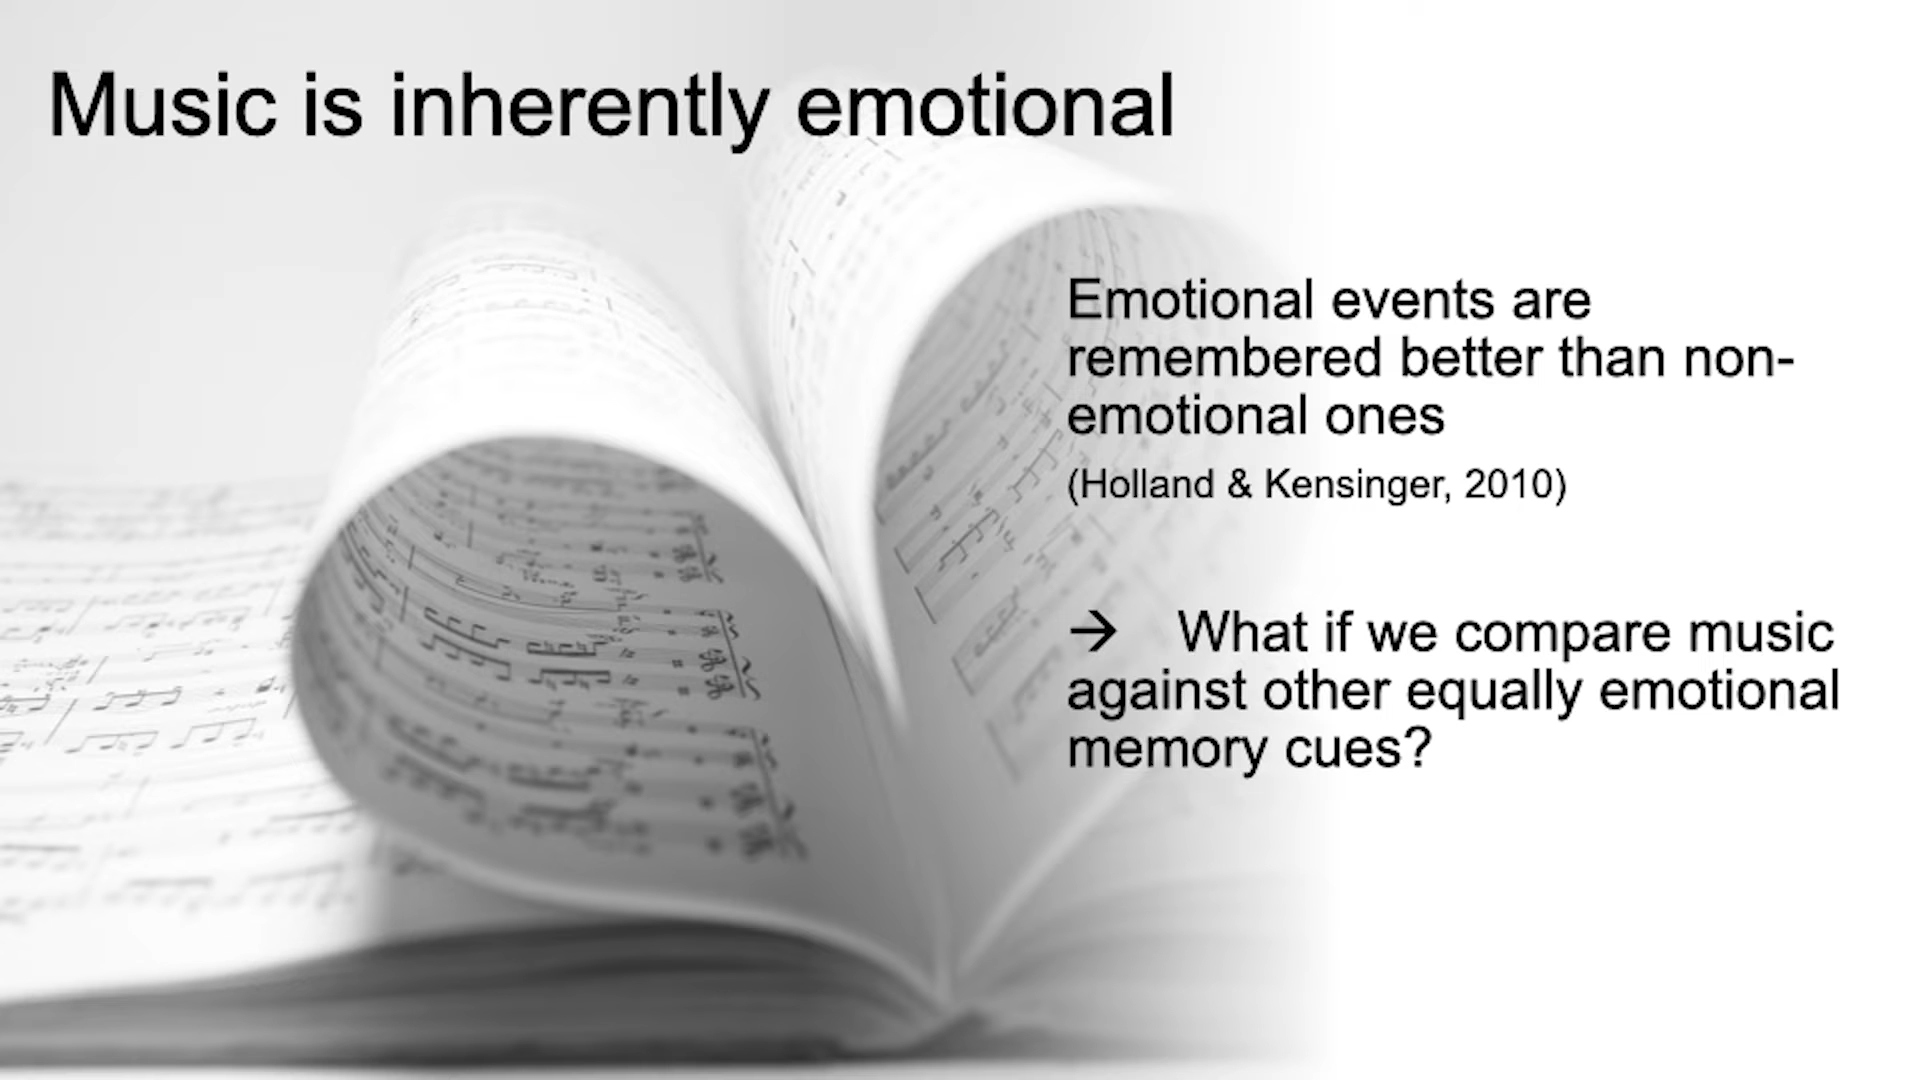 Music is inherently emotional
Emotional events are
remembered better than non-
emotional ones
(Holland & Kensinger, 2010)
→ What if we compare music
against other equally emotional
memory cues?